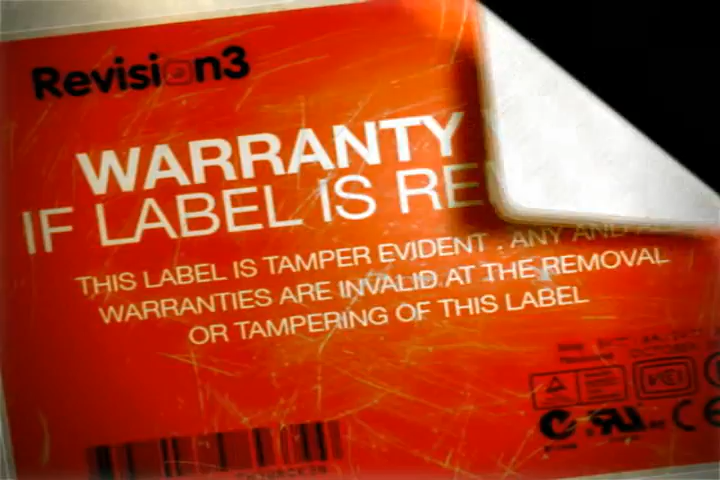 Revision3
WARRANTY
IF LABEL IS RE
THIS LABEL IS TAMPER EVIDENT . ANY AND
WARRANTIES ARE INVALID AT THE REMOVAL
OR TAMPERING OF THIS LABEL